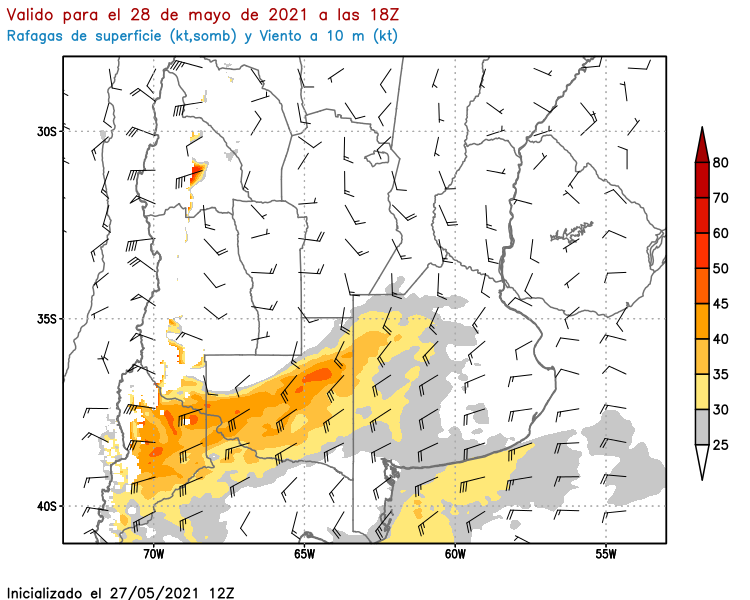 Valido para el 28 de mayo de 2021 a las 18Z
Rafagas de superficie (kt,somb) y Viento a 10 m (kt)
30S
35S
40S
70W
65W
60W
55W
80
70
60
50
45
40
35
30
25
Inicializado el 27/05/2021 12Z